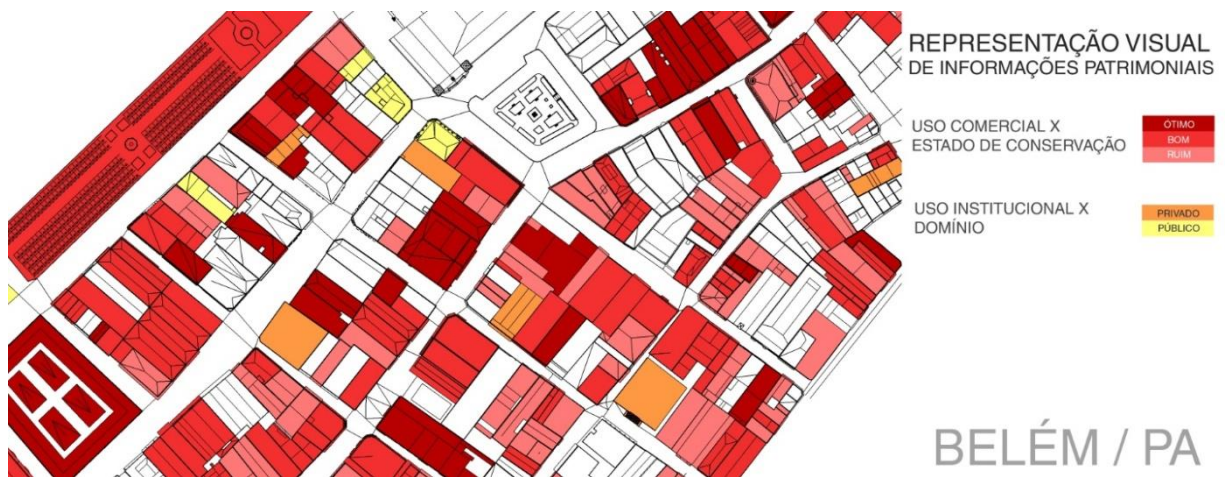 REPRESENTAÇÃO VISUAL
DE INFORMAÇÕES PATRIMONIAIS
USO COMERCIAL X
ESTADO DE CONSERVAÇÃO
ÓTIMO
BOM
RUIM
USO INSTITUCIONAL X
DOMÍNIO
PRIVADO
PÚBLICO
BELÉM / PA